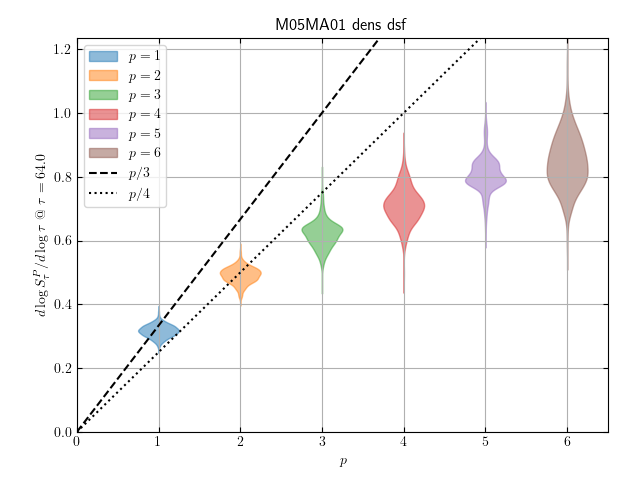 M05MA01 dens dsf
p = 1
p = 2
p = 3
p = 4
p = 5
p = 6
p/3
p/4
d log S_τ^P / d log τ @ τ = 64.0
1.2
1.0
0.8
0.6
0.4
0.2
0.0
0 1 2 3 4 5 6
p